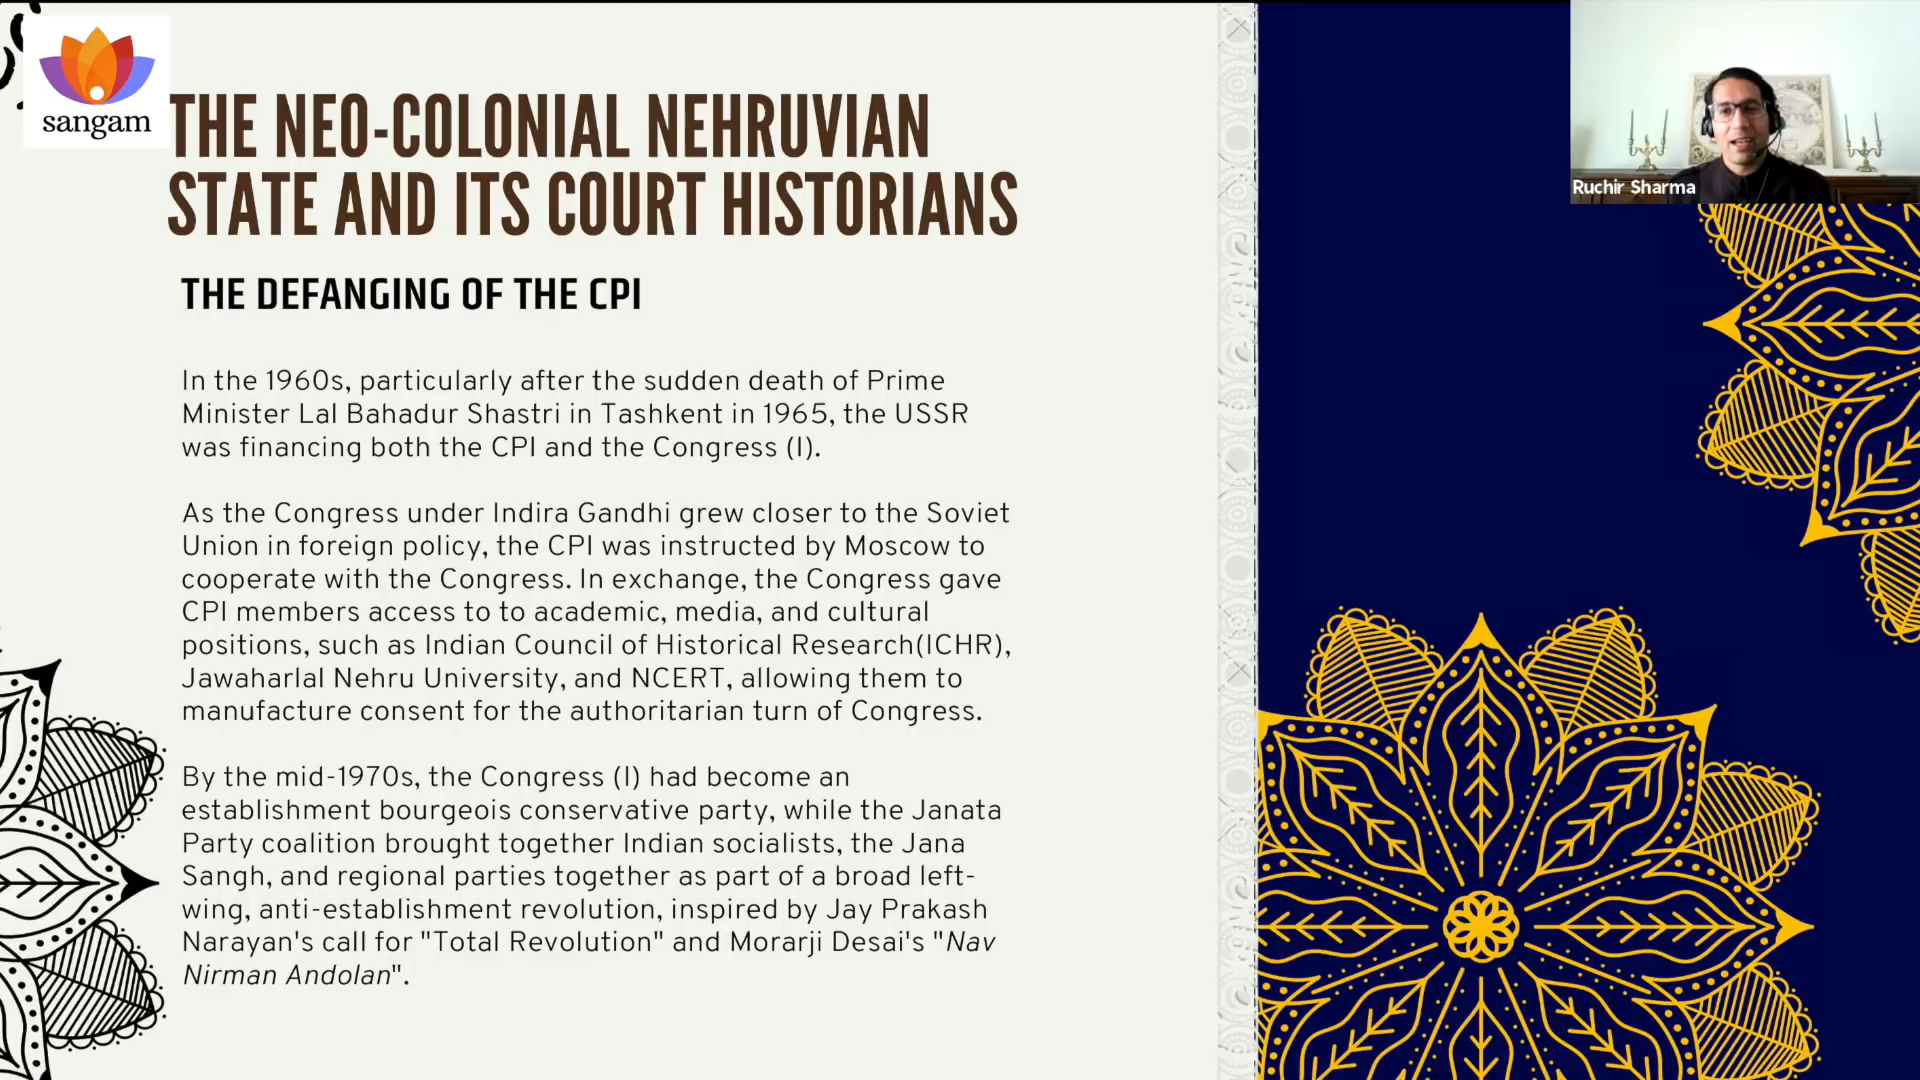 sangam
THE NEO-COLONIAL NEHRUVIAN
STATE AND ITS COURT HISTORIANS
Ruchir Sharma
THE DEFANGING OF THE CPI
In the 1960s, particularly after the sudden death of Prime
Minister Lal Bahadur Shastri in Tashkent in 1965, the USSR
was financing both the CPI and the Congress (I).
As the Congress under Indira Gandhi grew closer to the Soviet
Union in foreign policy, the CPI was instructed by Moscow to
cooperate with the Congress. In exchange, the Congress gave
CPI members access to to academic, media, and cultural
positions, such as Indian Council of Historical Research(ICHR),
Jawaharlal Nehru University, and NCERT, allowing them to
manufacture consent for the authoritarian turn of Congress.
By the mid-1970s, the Congress (I) had become an
establishment bourgeois conservative party, while the Janata
Party coalition brought together Indian socialists, the Jana
Sangh, and regional parties together as part of a broad left-
wing, anti-establishment revolution, inspired by Jay Prakash
Narayan's call for "Total Revolution" and Morarji Desai's "Nav
Nirman Andolan".